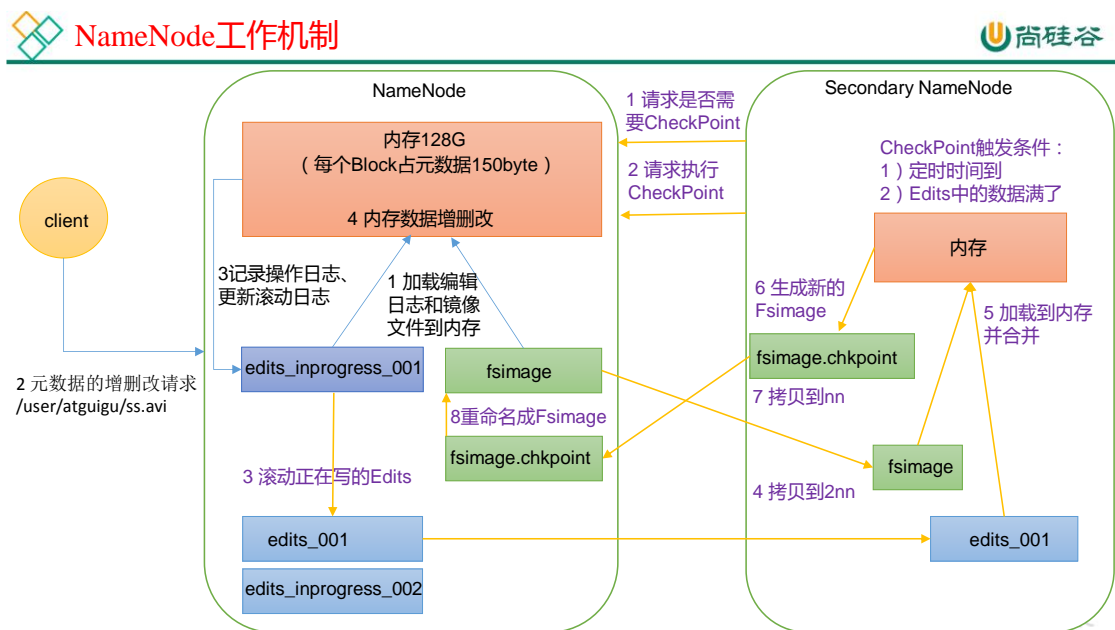 NameNode工作机制
尚硅谷
NameNode
Secondary NameNode
内存128G
（每个Block占元数据150byte）
4 内存数据增删改
1 请求是否需
要CheckPoint
2 请求执行
CheckPoint
CheckPoint触发条件：
1）定时时间到
2）Edits中的数据满了
client
内存
3记录操作日志、
更新滚动日志
1 加载编辑
日志和镜像
文件到内存
6 生成新的
Fsimage
5 加载到内存
并合并
edits_inprogress_001
fsimage
fsimage.chkpoint
2 元数据的增删改请求
/user/atguigu/ss.avi
7 拷贝到nn
8重命名成Fsimage
fsimage.chkpoint
3 滚动正在写的Edits
4 拷贝到2nn
fsimage
edits_001
edits_001
edits_inprogress_002